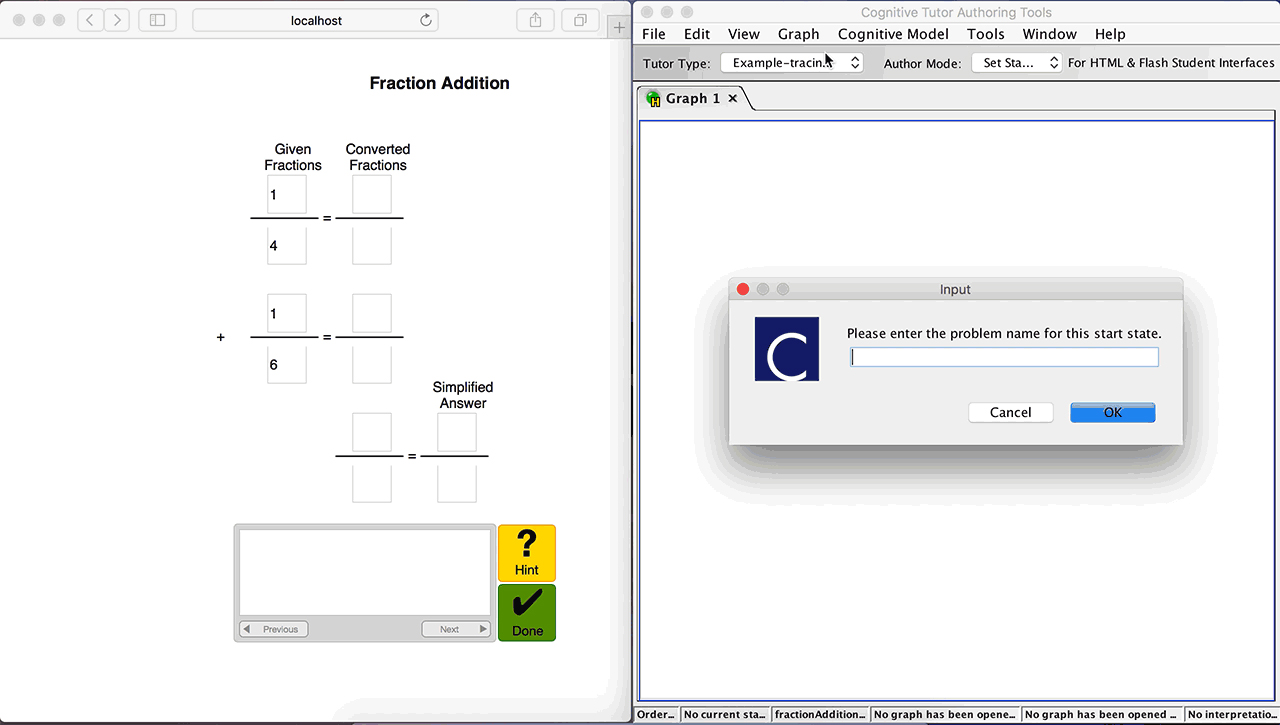 localhost
Fraction Addition
Given
Fractions
Converted
Fractions
1
=
4
1
+
=
6
Simplified
Answer
=
?
Hint
Previous
Next
Done
Cognitive Tutor Authoring Tools
File Edit View Graph Cognitive Model Tools Window Help
Tutor Type: Example-tracin... Author Mode: Set Sta... For HTML & Flash Student Interfaces
Graph 1
Input
C
Please enter the problem name for this start state.
Cancel OK
Order... No current sta... fractionAddition... No graph has been opene... No graph has been opened ... No interpretatio...